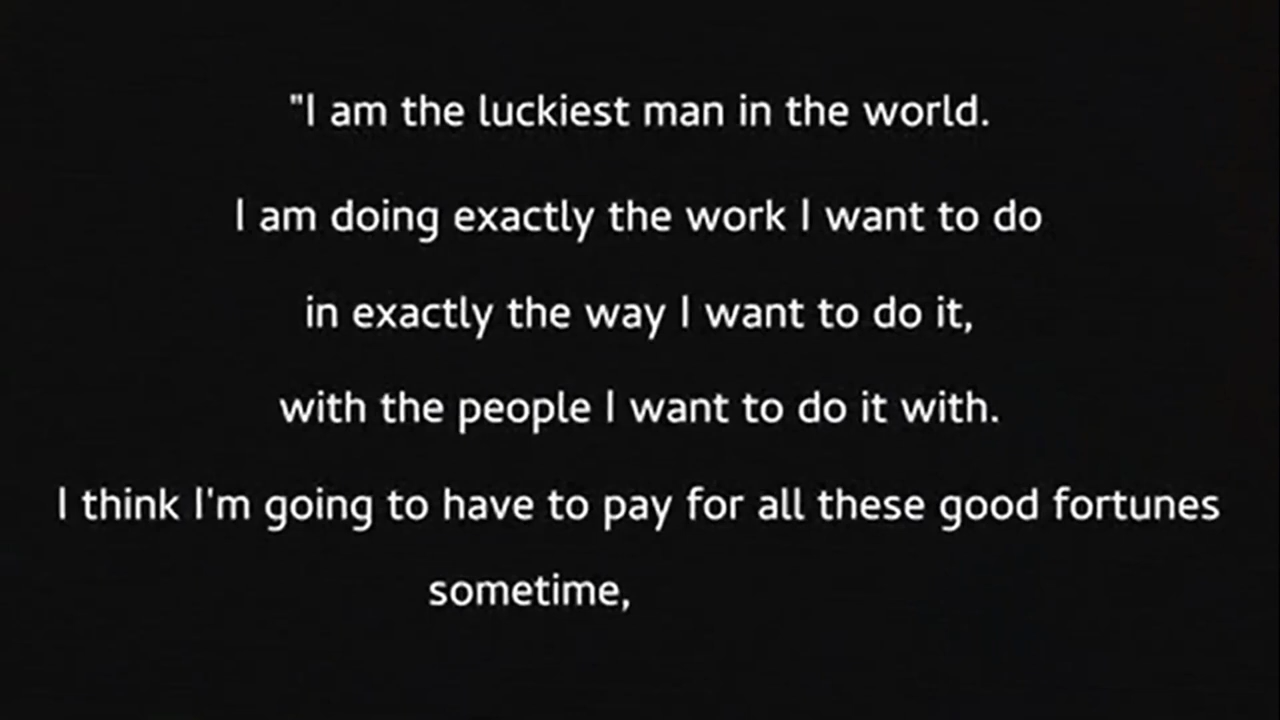 "I am the luckiest man in the world.
I am doing exactly the work I want to do
in exactly the way I want to do it,
with the people I want to do it with.
I think I'm going to have to pay for all these good fortunes
sometime,